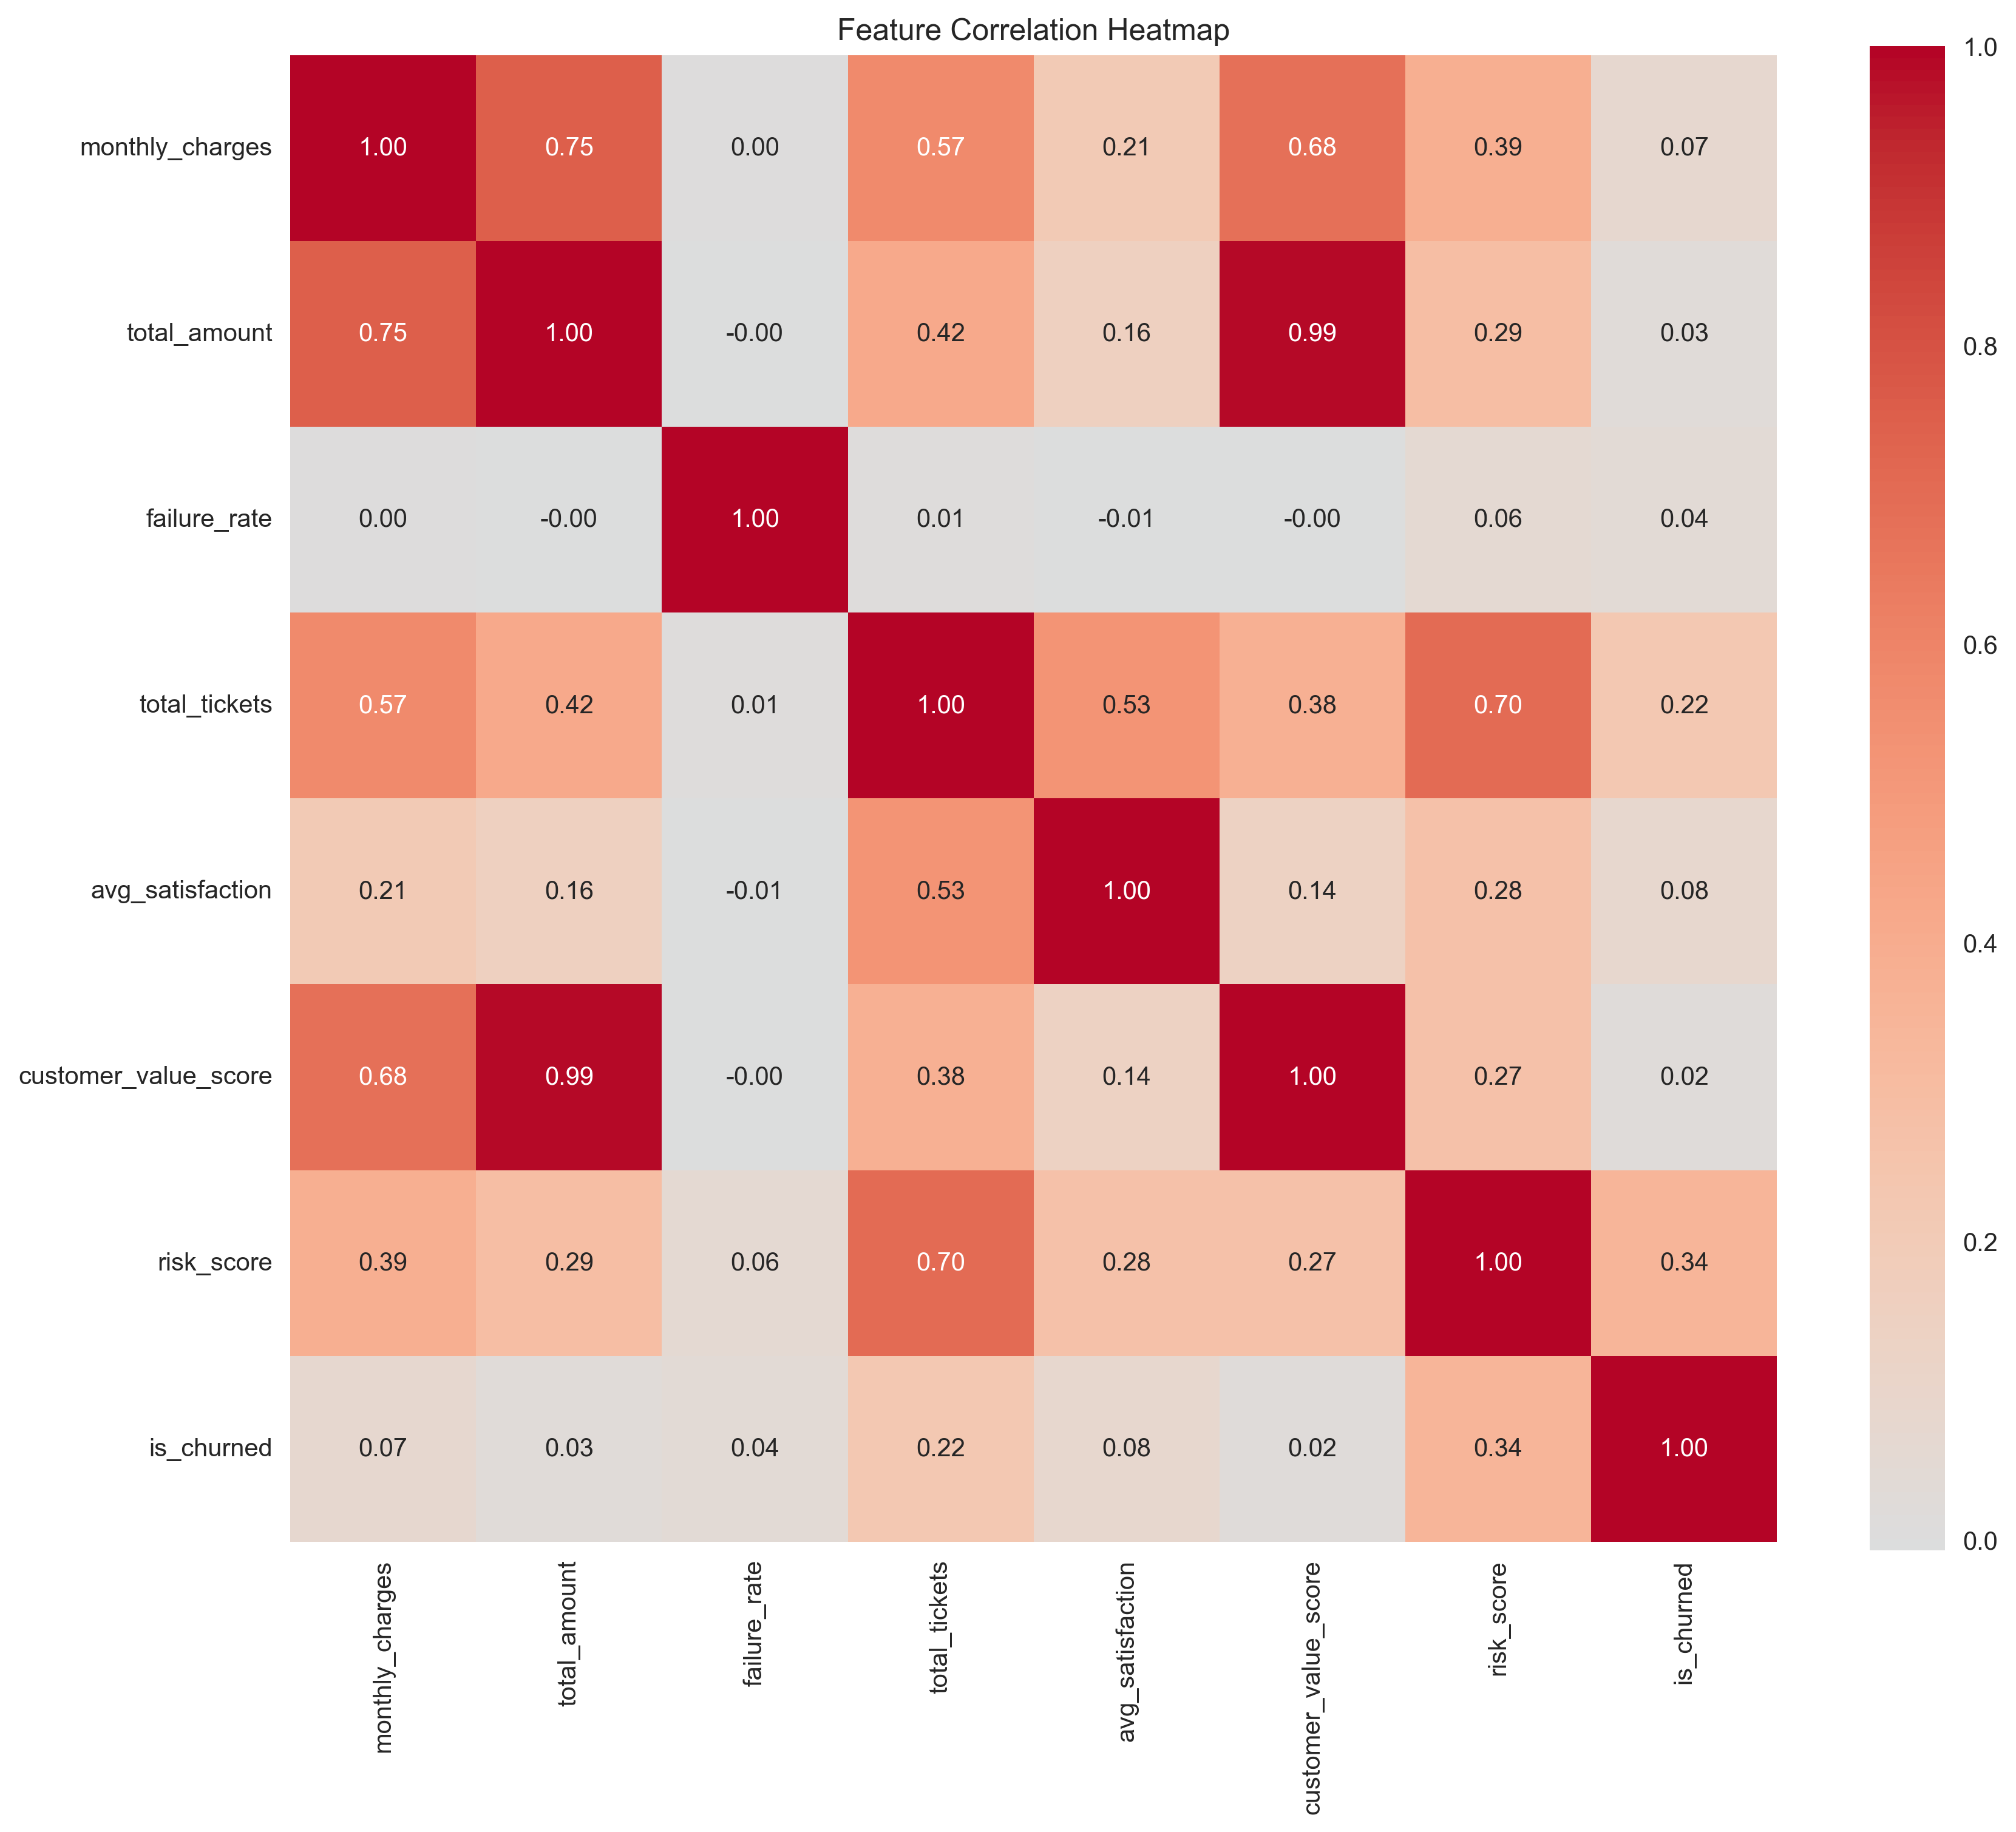 Feature Correlation Heatmap
monthly_charges 1.00 0.75 0.00 0.57 0.21 0.68 0.39 0.07
total_amount 0.75 1.00 -0.00 0.42 0.16 0.99 0.29 0.03
failure_rate 0.00 -0.00 1.00 0.01 -0.01 -0.00 0.06 0.04
total_tickets 0.57 0.42 0.01 1.00 0.53 0.38 0.70 0.22
avg_satisfaction 0.21 0.16 -0.01 0.53 1.00 0.14 0.28 0.08
customer_value_score 0.68 0.99 -0.00 0.38 0.14 1.00 0.27 0.02
risk_score 0.39 0.29 0.06 0.70 0.28 0.27 1.00 0.34
is_churned 0.07 0.03 0.04 0.22 0.08 0.02 0.34 1.00
monthly_charges
total_amount
failure_rate
total_tickets
avg_satisfaction
customer_value_score
risk_score
is_churned
1.0
0.8
0.6
0.4
0.2
0.0